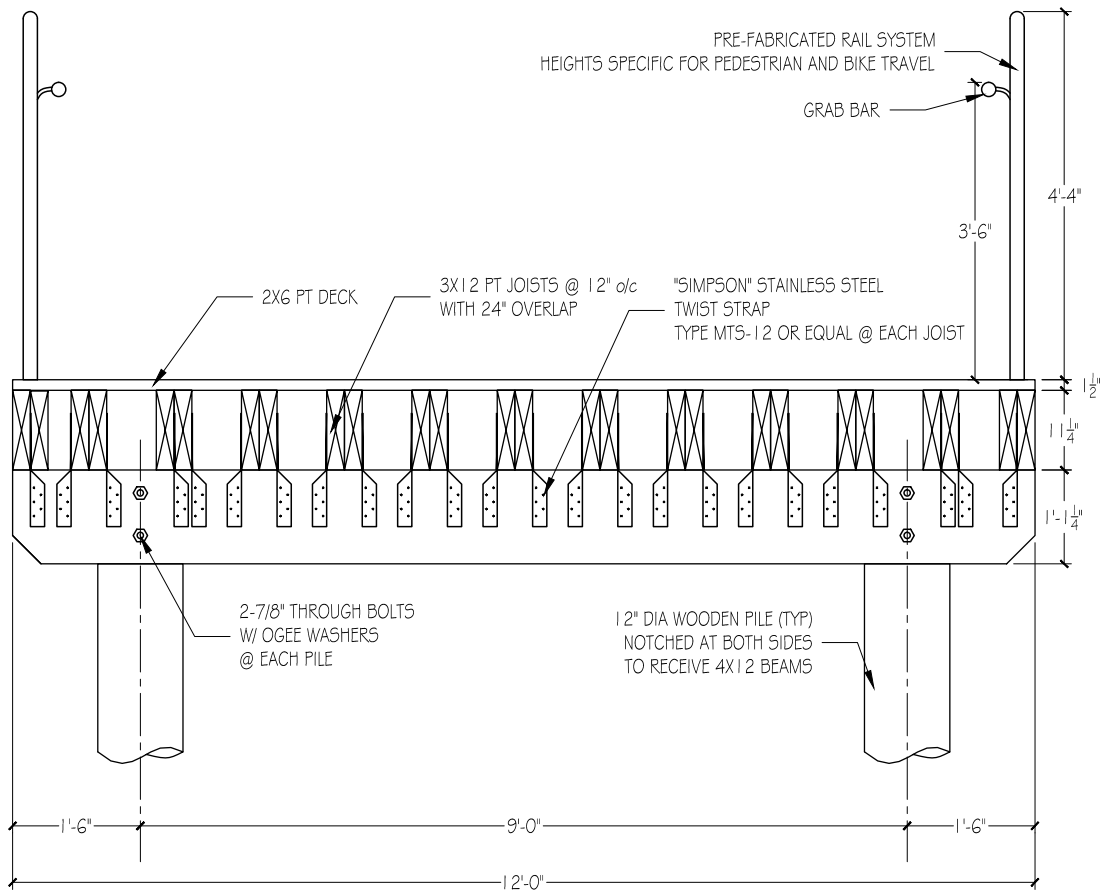 PRE-FABRICATED RAIL SYSTEM
HEIGHTS SPECIFIC FOR PEDESTRIAN AND BIKE TRAVEL
GRAB BAR
4'-4"
3'-6"
2X6 PT DECK
3X12 PT JOISTS @ 12" o/c
WITH 24" OVERLAP
"SIMPSON" STAINLESS STEEL
TWIST STRAP
TYPE MTS-12 OR EQUAL @ EACH JOIST
1 1/2"
11 1/4"
1'-1 1/4"
2-7/8" THROUGH BOLTS
W/ OGEE WASHERS
@ EACH PILE
12" DIA WOODEN PILE (TYP)
NOTCHED AT BOTH SIDES
TO RECEIVE 4X12 BEAMS
1'-6"
9'-0"
1'-6"
12'-0"